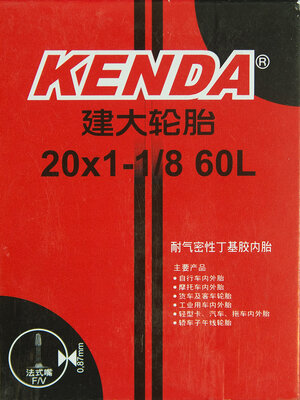 KENDA®
建大轮胎
20x1-1/8 60L
耐气密性丁基胶内胎
主要产品
自行车内外胎
摩托车内外胎
货车及客车轮胎
工业用车内外胎
轻型卡、汽车、拖车内外胎
轿车子午线轮胎
法式嘴
F/V
0.87mm